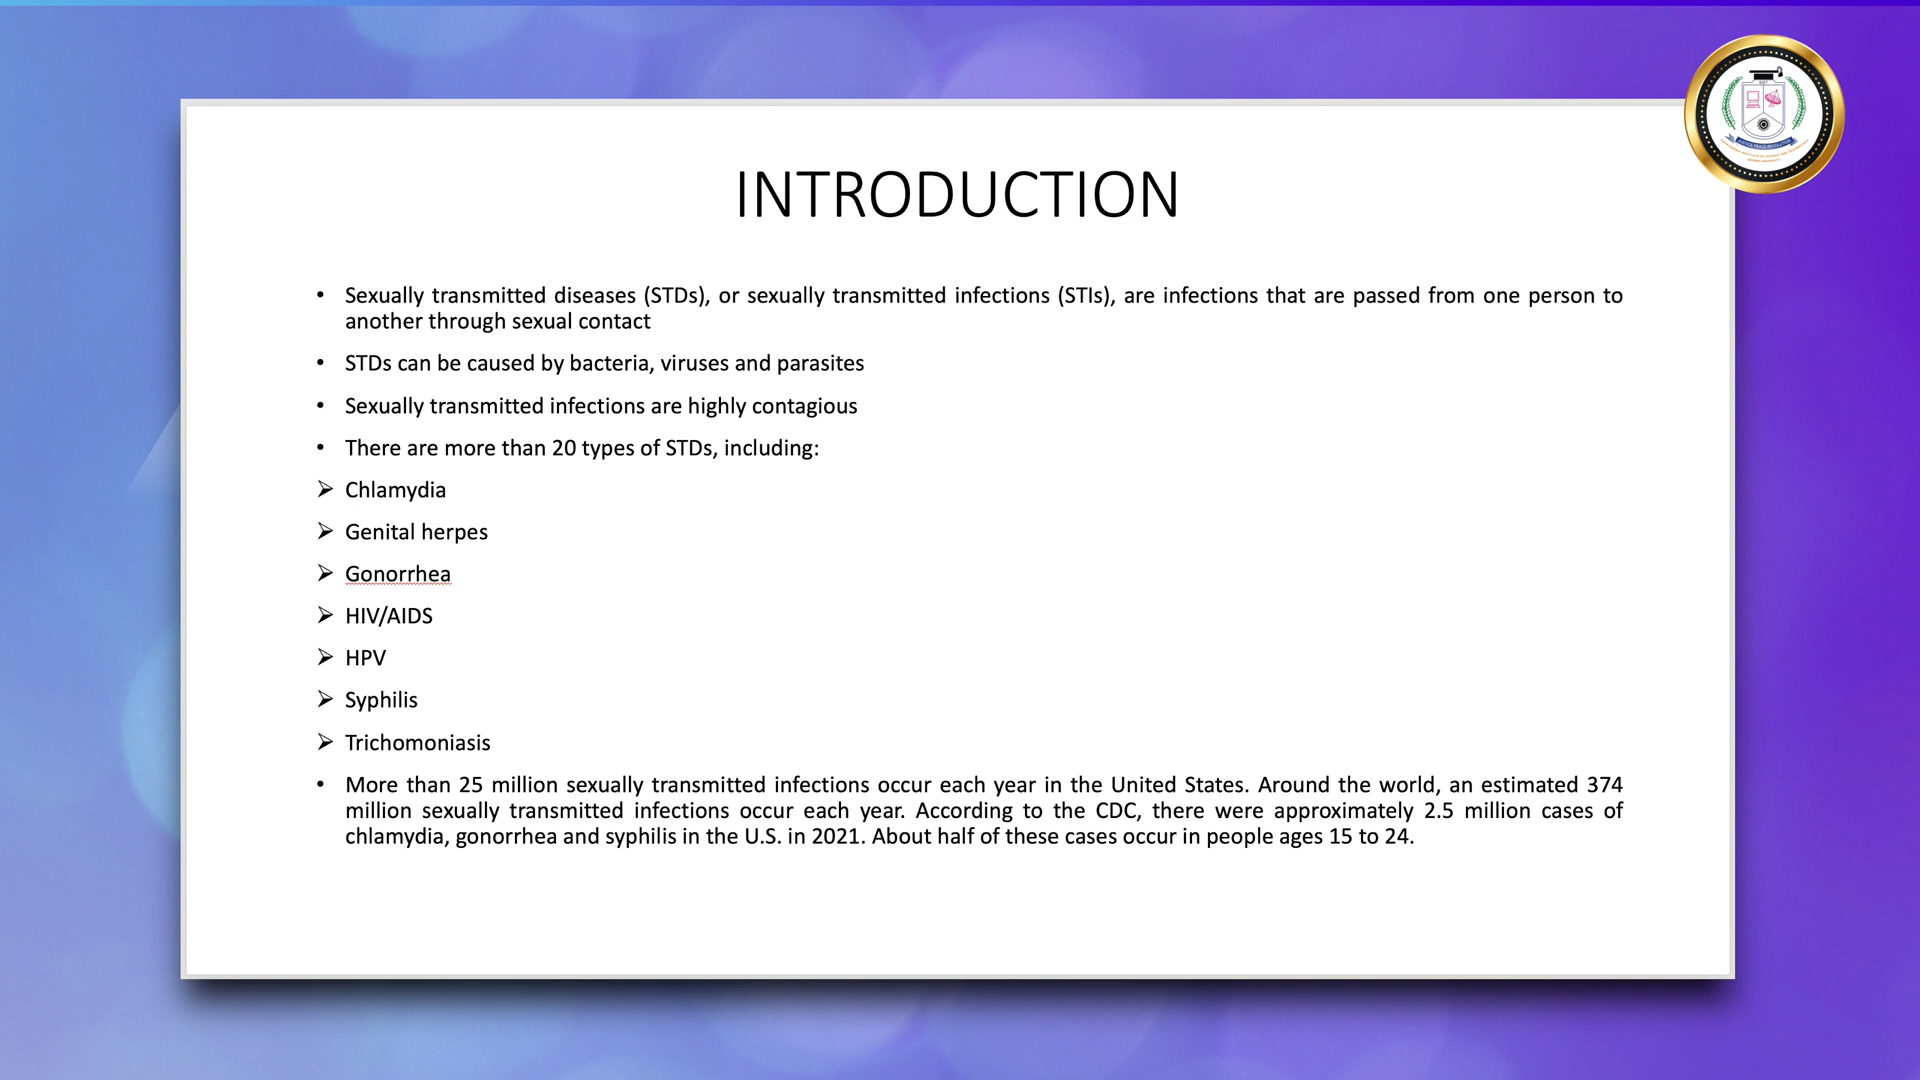 INTRODUCTION
• Sexually transmitted diseases (STDs), or sexually transmitted infections (STIs), are infections that are passed from one person to
another through sexual contact
• STDs can be caused by bacteria, viruses and parasites
• Sexually transmitted infections are highly contagious
• There are more than 20 types of STDs, including:
➢ Chlamydia
➢ Genital herpes
➢ Gonorrhea
➢ HIV/AIDS
➢ HPV
➢ Syphilis
➢ Trichomoniasis
• More than 25 million sexually transmitted infections occur each year in the United States. Around the world, an estimated 374
million sexually transmitted infections occur each year. According to the CDC, there were approximately 2.5 million cases of
chlamydia, gonorrhea and syphilis in the U.S. in 2021. About half of these cases occur in people ages 15 to 24.